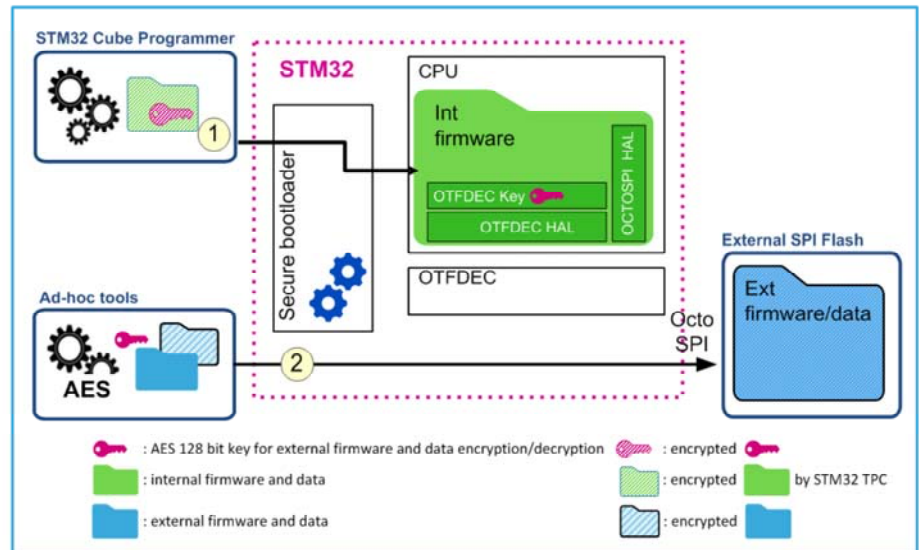 STM32 Cube Programmer
1
STM32
Secure bootloader
CPU
Int
firmware
OTFDEC Key
OTFDEC HAL
OCTOSPI HAL
OTFDEC
External SPI Flash
Ext
firmware/data
Octo
SPI
Ad-hoc tools
AES
2
: AES 128 bit key for external firmware and data encryption/decryption
: encrypted
: internal firmware and data
: encrypted
by STM32 TPC
: external firmware and data
: encrypted